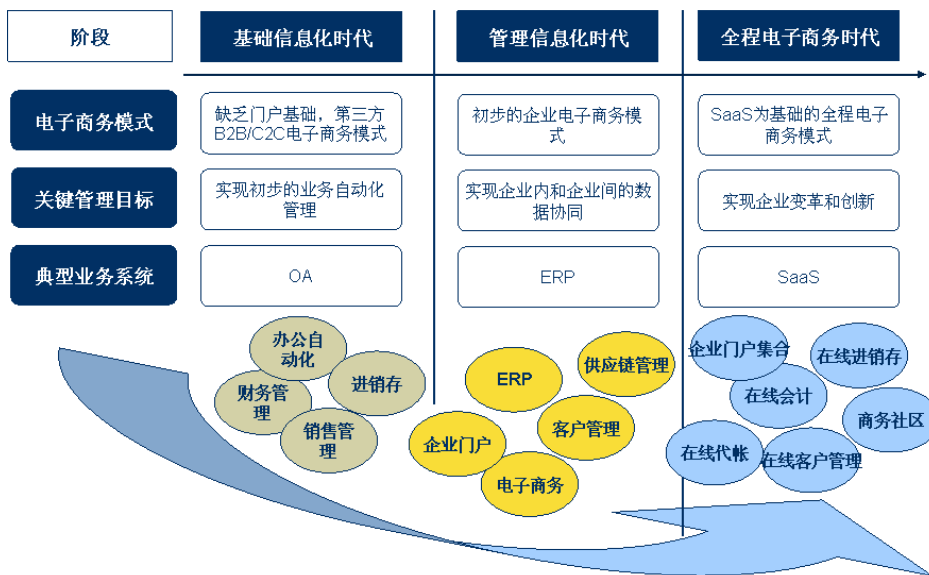 阶段
基础信息化时代
管理信息化时代
全程电子商务时代
电子商务模式
缺乏门户基础，第三方
B2B/C2C电子商务模式
初步的企业电子商务模
式
SaaS为基础的全程电子
商务模式
关键管理目标
实现初步的业务自动化
管理
实现企业内和企业间的数
据协同
实现企业变革和创新
典型业务系统
OA
ERP
SaaS
办公自
动化
财务管
理
进销存
销售管
理
ERP
供应链管理
企业门户
客户管理
电子商务
企业门户集合
在线进销存
在线会计
商务社区
在线代帐
在线客户管理